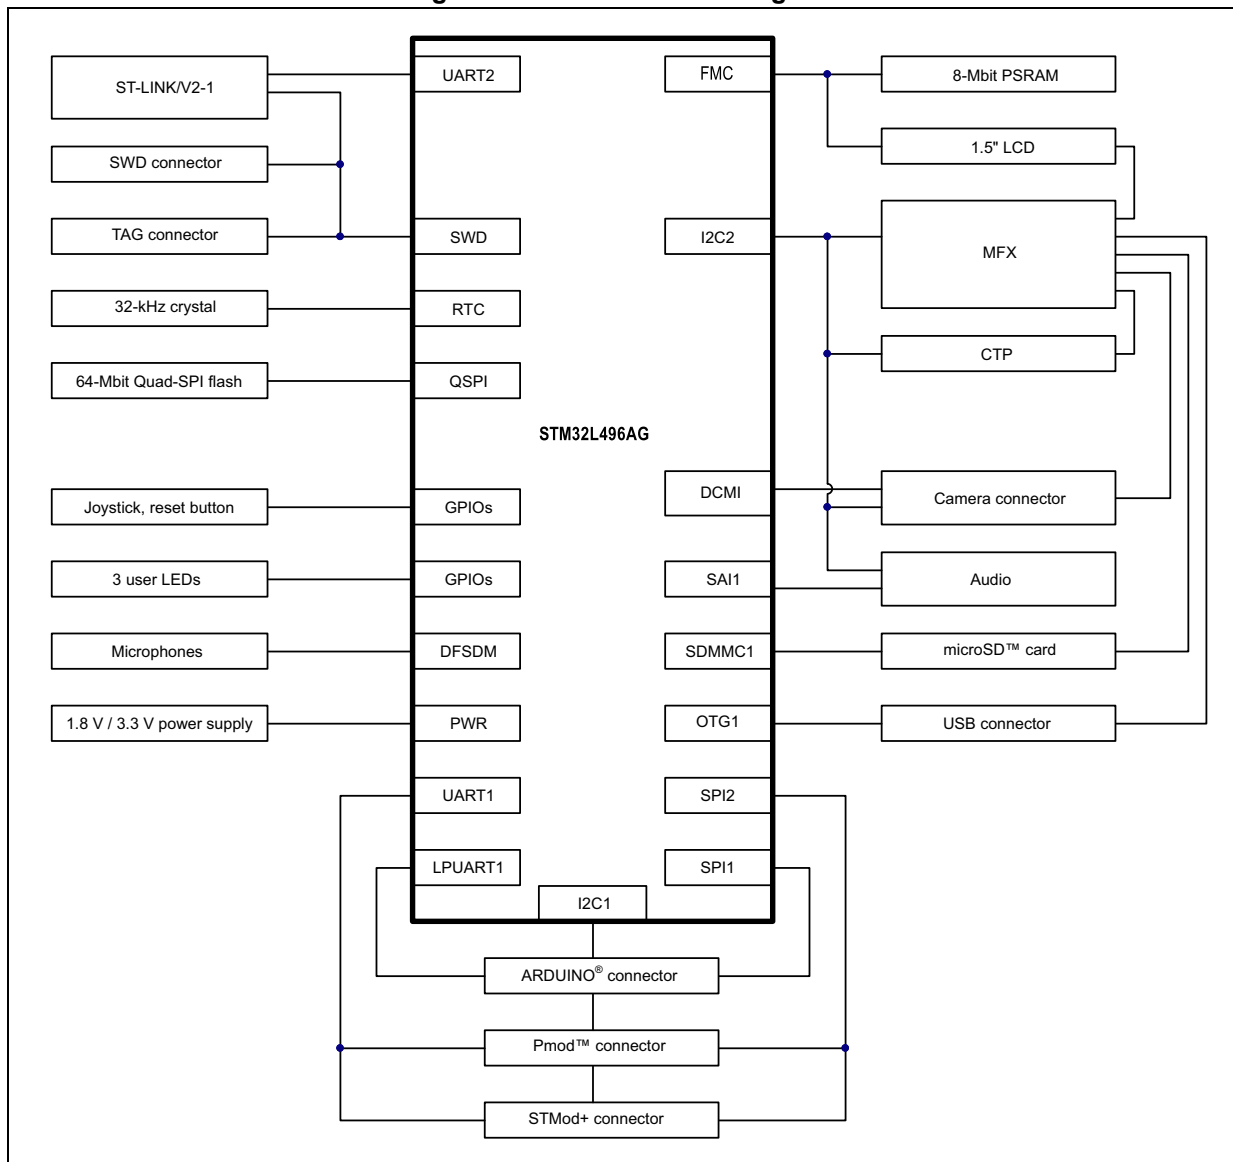 ST-LINK/V2-1
UART2
FMC
8-Mbit PSRAM
SWD connector
1.5" LCD
TAG connector
SWD
I2C2
MFX
32-kHz crystal
RTC
CTP
64-Mbit Quad-SPI flash
QSPI
STM32L496AG
Joystick, reset button
GPIOs
DCMI
Camera connector
3 user LEDs
GPIOs
SAI1
Audio
Microphones
DFSDM
SDMMC1
microSD™ card
1.8 V / 3.3 V power supply
PWR
OTG1
USB connector
UART1
SPI2
LPUART1
SPI1
I2C1
ARDUINO® connector
Pmod™ connector
STMod+ connector